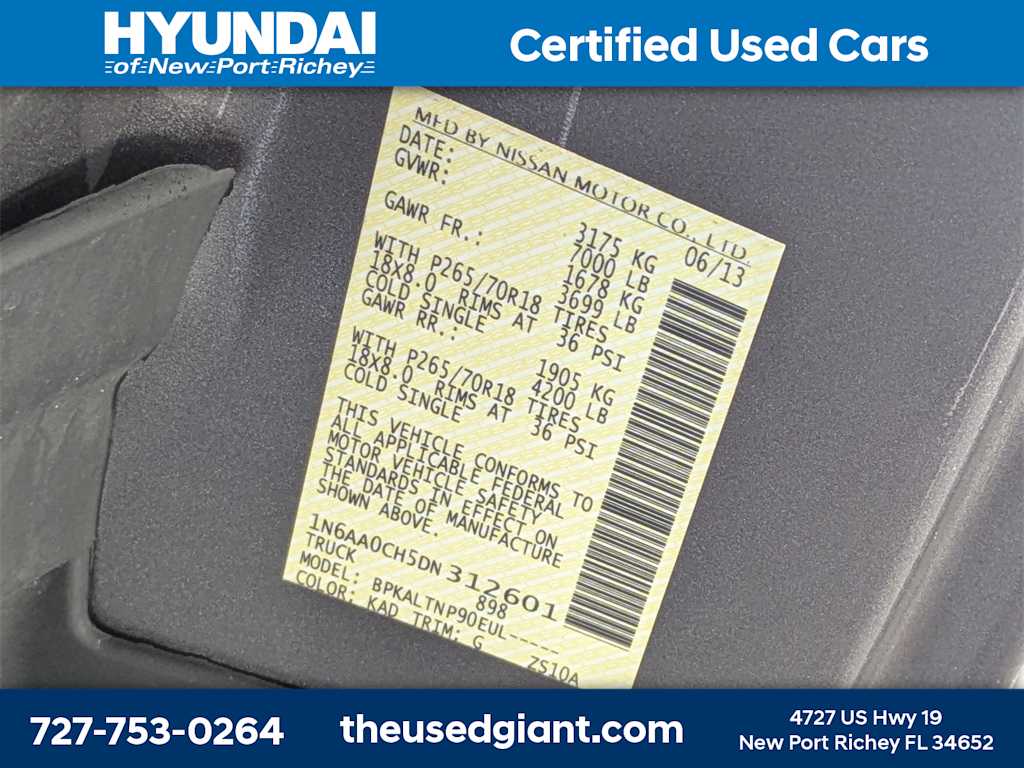 HYUNDAI
of New Port Richey
Certified Used Cars
MFD BY NISSAN MOTOR CO., LTD.
DATE: 06/13
GVWR: 3175 KG
7000 LB
GAWR FR.: 1678 KG
3699 LB
WITH P265/70R18 TIRES
18X8.0 RIMS AT 36 PSI
COLD SINGLE
GAWR RR.: 1905 KG
4200 LB
WITH P265/70R18 TIRES
18X8.0 RIMS AT 36 PSI
COLD SINGLE
THIS VEHICLE CONFORMS TO
ALL APPLICABLE FEDERAL
MOTOR VEHICLE SAFETY
STANDARDS IN EFFECT ON
THE DATE OF MANUFACTURE
SHOWN ABOVE.
1N6AA0CH5DN312601
TRUCK 898
MODEL: BPKALTNP90EUL-----
COLOR: KAD TRIM: G ZS10A
727-753-0264
theusedgiant.com
4727 US Hwy 19
New Port Richey FL 34652